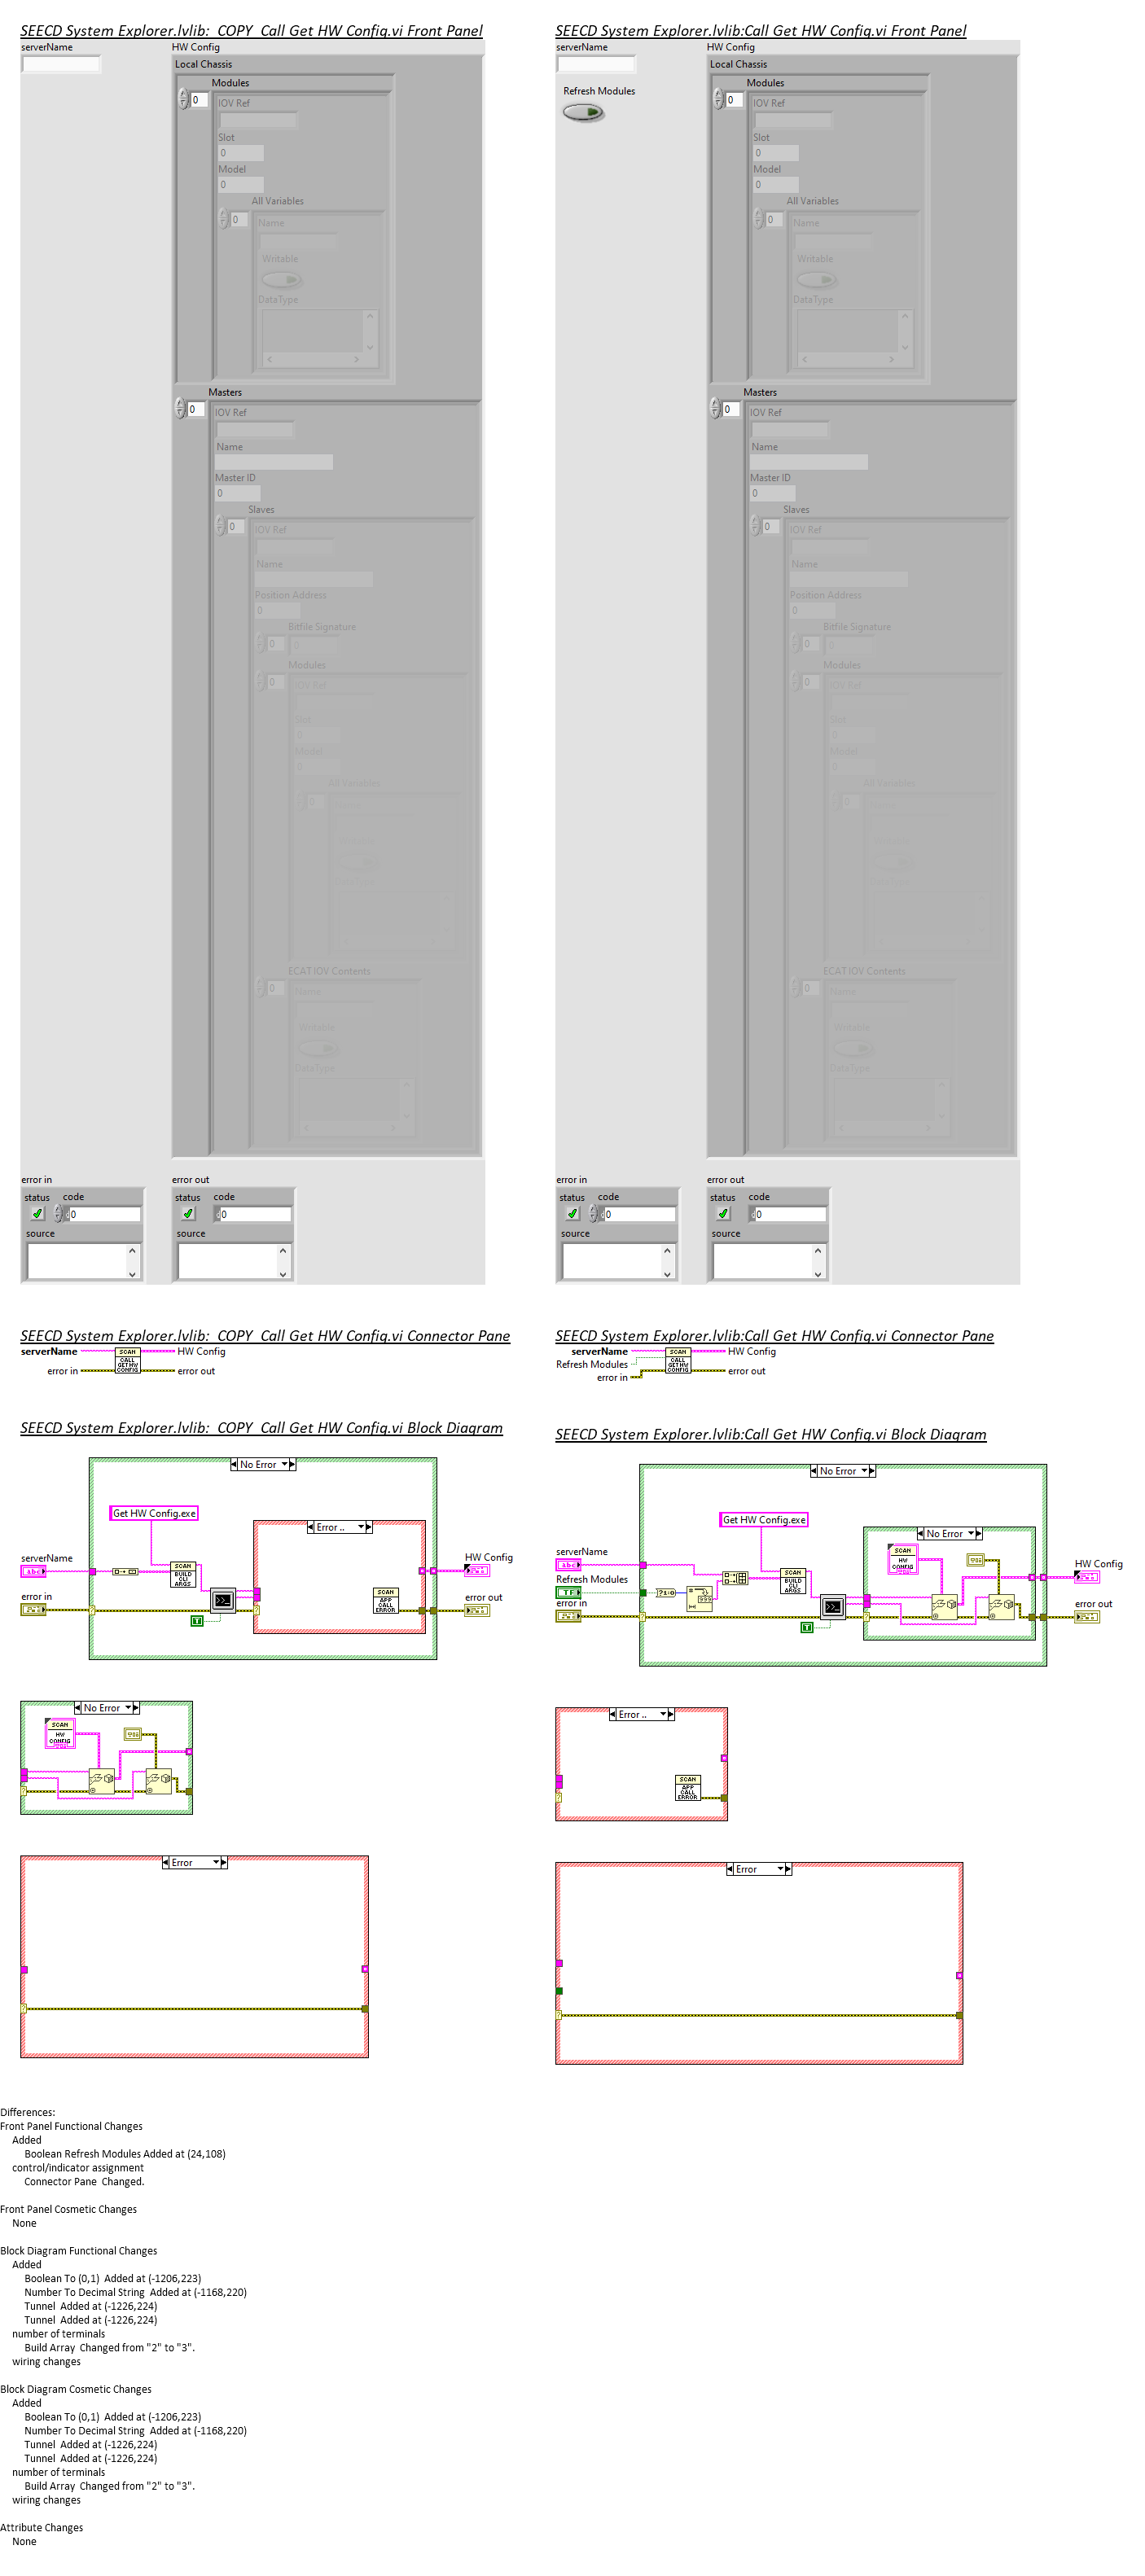 SEECD System Explorer.lvlib:_COPY_Call Get HW Config.vi Front Panel
serverName
HW Config
Local Chassis
Modules
0
IOV Ref
Slot
0
Model
0
All Variables
0
Name
Writable
DataType
Masters
0
IOV Ref
Name
Master ID
0
Slaves
0
IOV Ref
Name
Position Address
0
Bitfile Signature
0
0
Modules
0
IOV Ref
Slot
0
Model
0
All Variables
0
ECAT IOV Contents
0
Name
Writable
DataType
error in
status code
0
source
error out
status code
0
source
SEECD System Explorer.lvlib:Call Get HW Config.vi Front Panel
serverName
Refresh Modules
HW Config
Local Chassis
Modules
0
IOV Ref
Slot
0
Model
0
All Variables
0
Name
Writable
DataType
Masters
0
IOV Ref
Name
Master ID
0
Slaves
0
IOV Ref
Name
Position Address
0
Bitfile Signature
0
0
Modules
0
IOV Ref
Slot
0
Model
0
All Variables
0
ECAT IOV Contents
0
Name
Writable
DataType
error in
status code
0
source
error out
status code
0
source
SEECD System Explorer.lvlib:_COPY_Call Get HW Config.vi Connector Pane
serverName
error in
SCAN
CALL
GET HW
CONFIG
HW Config
error out
SEECD System Explorer.lvlib:Call Get HW Config.vi Connector Pane
serverName
Refresh Modules
error in
SCAN
CALL
GET HW
CONFIG
HW Config
error out
SEECD System Explorer.lvlib:_COPY_Call Get HW Config.vi Block Diagram
No Error
Get HW Config.exe
Error ..
serverName
abc
error in
SCAN
BUILD
CLI
ARGS
T
SCAN
APP
CALL
ERROR
HW Config
error out
No Error
SCAN
HW
CONFIG
Error
SEECD System Explorer.lvlib:Call Get HW Config.vi Block Diagram
No Error
Get HW Config.exe
No Error
serverName
abc
Refresh Modules
TF
error in
?1:0
SCAN
BUILD
CLI
ARGS
T
SCAN
HW
CONFIG
HW Config
error out
Error ..
SCAN
APP
CALL
ERROR
Error
Differences:
Front Panel Functional Changes
Added
Boolean Refresh Modules Added at (24,108)
control/indicator assignment
Connector Pane Changed.
Front Panel Cosmetic Changes
None
Block Diagram Functional Changes
Added
Boolean To (0,1) Added at (-1206,223)
Number To Decimal String Added at (-1168,220)
Tunnel Added at (-1226,224)
Tunnel Added at (-1226,224)
number of terminals
Build Array Changed from "2" to "3".
wiring changes
Block Diagram Cosmetic Changes
Added
Boolean To (0,1) Added at (-1206,223)
Number To Decimal String Added at (-1168,220)
Tunnel Added at (-1226,224)
Tunnel Added at (-1226,224)
number of terminals
Build Array Changed from "2" to "3".
wiring changes
Attribute Changes
None